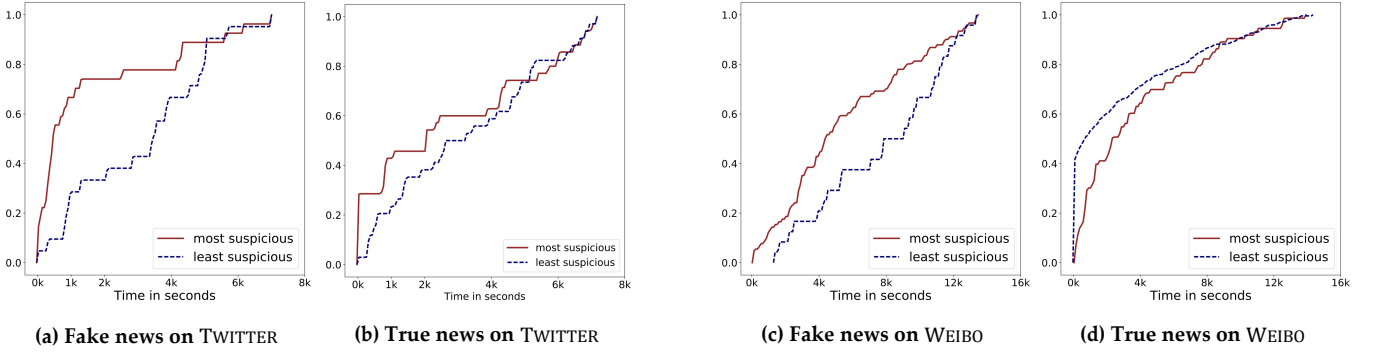 1.0
0.8
0.6
0.4
0.2
0.0
most suspicious
least suspicious
0k 1k 2k 4k 6k 8k
Time in seconds
(a) Fake news on TWITTER
1.0
0.8
0.6
0.4
0.2
0.0
most suspicious
least suspicious
0k 1k 2k 4k 6k 8k
Time in seconds
(b) True news on TWITTER
1.0
0.8
0.6
0.4
0.2
0.0
most suspicious
least suspicious
0k 4k 8k 12k 16k
Time in seconds
(c) Fake news on WEIBO
1.0
0.8
0.6
0.4
0.2
0.0
most suspicious
least suspicious
0k 4k 8k 12k 16k
Time in seconds
(d) True news on WEIBO